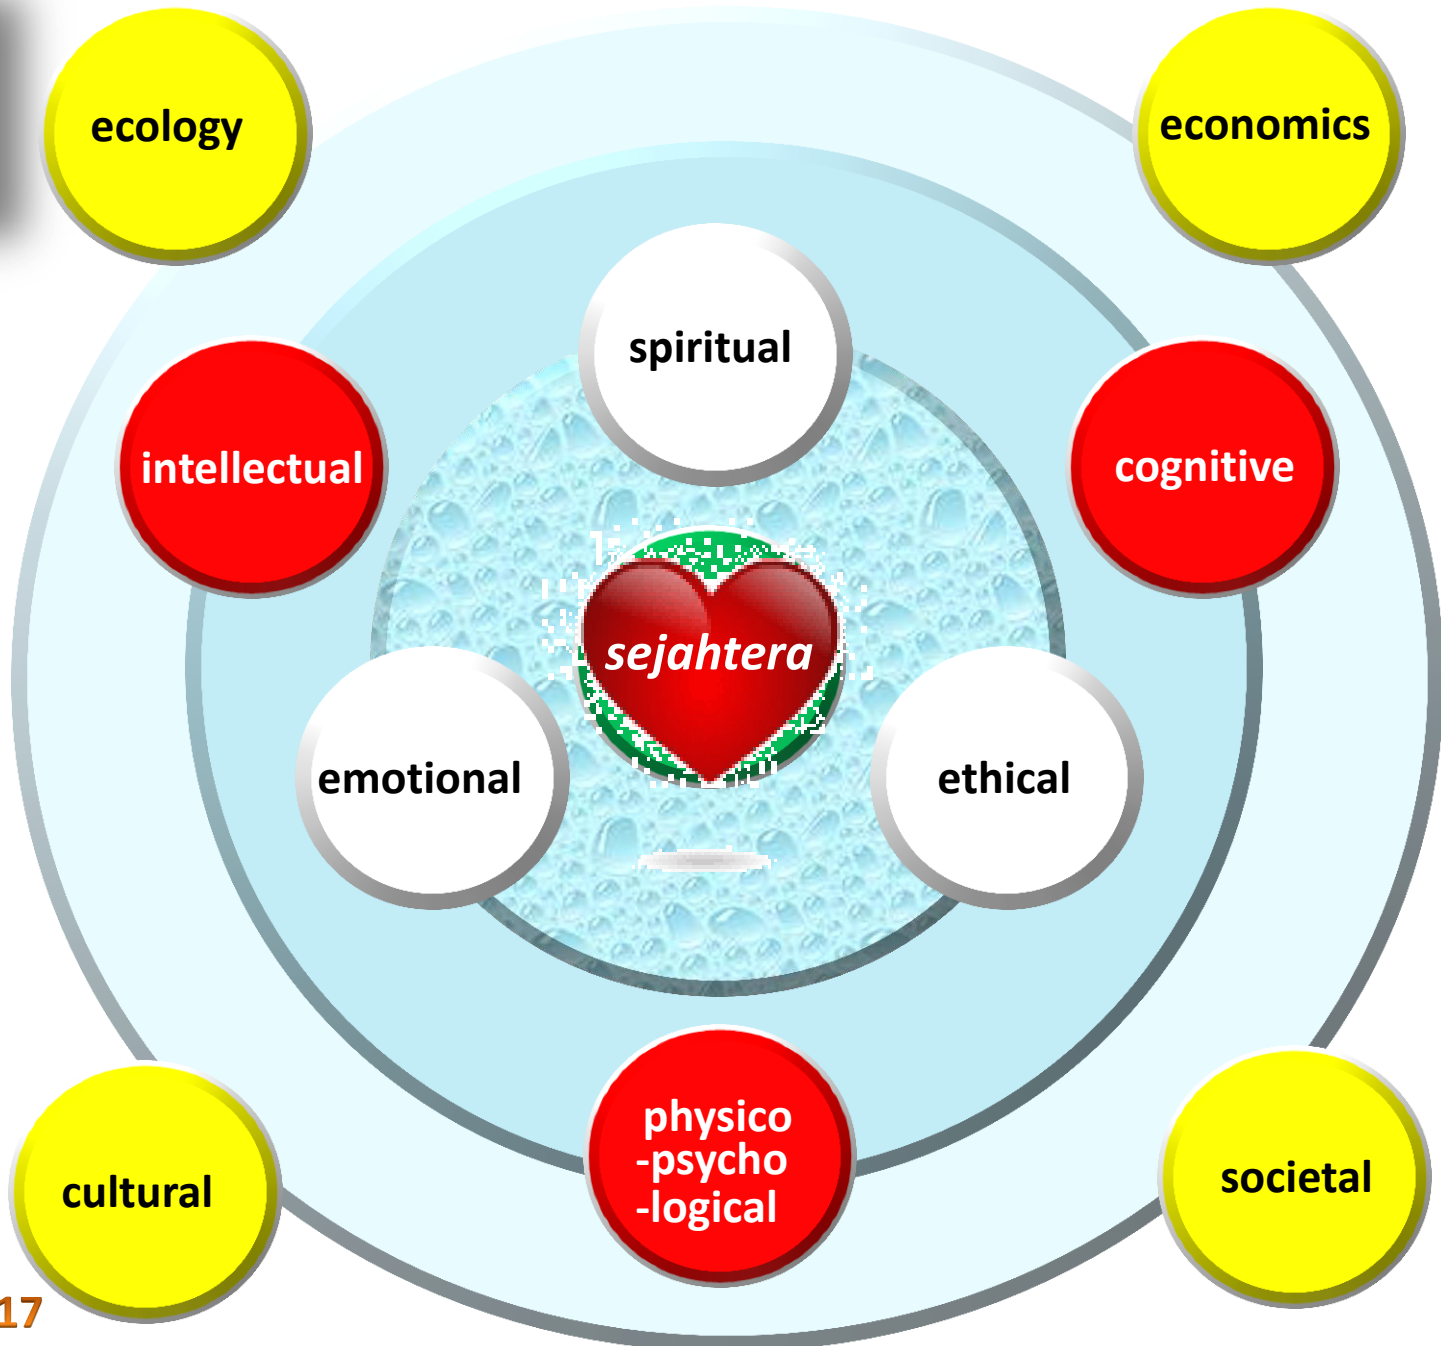 ecology
economics
spiritual
intellectual
cognitive
sejahtera
emotional
ethical
physico
-psycho
-logical
cultural
societal
17